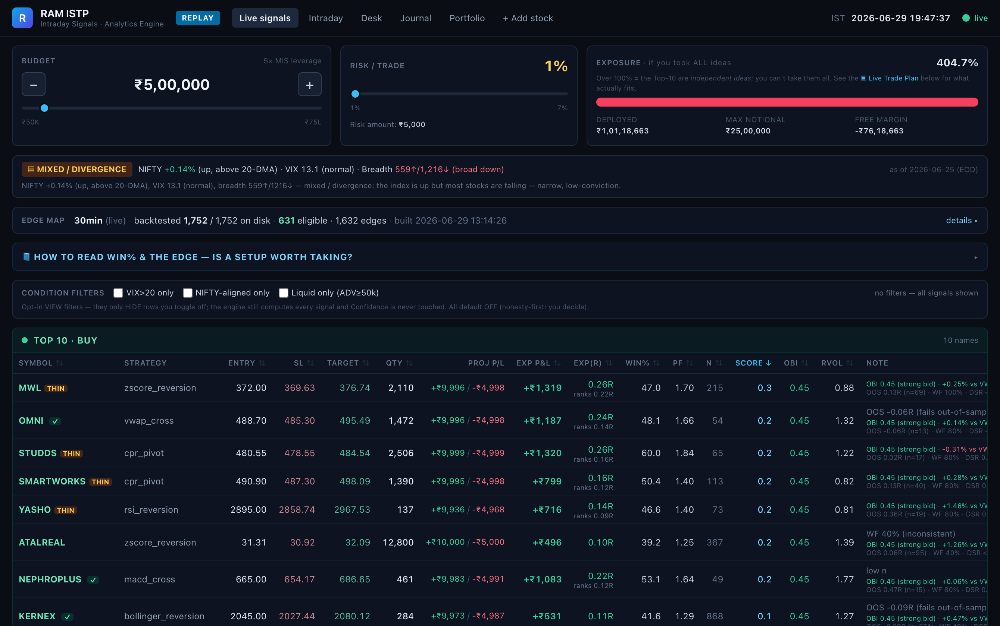 R
RAM ISTP
Intraday Signals · Analytics Engine
REPLAY
Live signals
Intraday
Desk
Journal
Portfolio
+ Add stock
IST 2026-06-29 19:47:37
live
BUDGET
5× MIS leverage
−
₹5,00,000
+
₹50K
₹75L
RISK / TRADE
1%
1%
7%
Risk amount: ₹5,000
EXPOSURE · if you took ALL ideas
404.7%
Over 100% = the Top-10 are independent ideas; you can't take them all. See the ▣ Live Trade Plan below for what
actually fits.
DEPLOYED
₹1,01,18,663
MAX NOTIONAL
₹25,00,000
FREE MARGIN
-₹76,18,663
▤ MIXED / DIVERGENCE NIFTY +0.14% (up, above 20-DMA) · VIX 13.1 (normal) · Breadth 559↑/1,216↓ (broad down)
as of 2026-06-25 (EOD)
NIFTY +0.14% (up, above 20-DMA), VIX 13.1 (normal), breadth 559↑/1216↓ — mixed / divergence: the index is up but most stocks are falling — narrow, low-conviction.
EDGE MAP 30min (live) · backtested 1,752 / 1,752 on disk · 631 eligible · 1,632 edges · built 2026-06-29 13:14:26
details ▸
HOW TO READ WIN% & THE EDGE — IS A SETUP WORTH TAKING? ▸
CONDITION FILTERS VIX>20 only NIFTY-aligned only Liquid only (ADV≥50k)
no filters — all signals shown
Opt-in VIEW filters — they only HIDE rows you toggle off; the engine still computes every signal and Confidence is never touched. All default OFF (honesty-first: you decide).
TOP 10 · BUY
10 names
SYMBOL ⇅ STRATEGY ENTRY ⇅ SL ⇅ TARGET ⇅ QTY ⇅ PROJ P/L EXP P&L ⇅ EXP(R) ⇅ WIN% ⇅ PF ⇅ N ⇅ SCORE ↓ OBI ⇅ RVOL ⇅ NOTE
MWL THIN zscore_reversion 372.00 369.63 376.74 2,110 +₹9,996 / -₹4,998 +₹1,319 0.26R 47.0 1.70 215 0.3 0.45 0.88 OBI 0.45 (strong bid) · +0.25% vs
ranks 0.22R OOS 0.13R (n=69) · WF 100% · DSR <
OOS -0.06R (fails out-of-samp
OMNI ✓ vwap_cross 488.70 485.30 495.49 1,472 +₹9,996 / -₹4,998 +₹1,187 0.24R 48.1 1.66 54 0.2 0.45 1.32 OBI 0.45 (strong bid) · +0.14% vs
ranks 0.14R OOS -0.06R (n=13) · WF 80% · DSR <
STUDDS THIN cpr_pivot 480.55 478.55 484.54 2,506 +₹9,999 / -₹4,999 +₹1,320 0.26R 60.0 1.84 65 0.2 0.45 1.22 OBI 0.45 (strong bid) · -0.31% vs
ranks 0.16R OOS 0.02R (n=17) · WF 80% · DSR 0.
SMARTWORKS THIN cpr_pivot 490.90 487.30 498.09 1,390 +₹9,995 / -₹4,998 +₹799 0.16R 50.4 1.40 113 0.2 0.45 0.82 OBI 0.45 (strong bid) · +0.28% vs
ranks 0.12R OOS 0.13R (n=40) · WF 80% · DSR 0.
YASHO THIN rsi_reversion 2895.00 2858.74 2967.53 137 +₹9,936 / -₹4,968 +₹716 0.14R 46.6 1.40 73 0.2 0.45 0.81 OBI 0.45 (strong bid) · +1.46% vs
ranks 0.09R OOS 0.36R (n=19) · WF 80% · DSR 0.
WF 40% (inconsistent)
ATALREAL zscore_reversion 31.31 30.92 32.09 12,800 +₹10,000 / -₹5,000 +₹496 0.10R 39.2 1.25 367 0.2 0.45 1.39 OBI 0.45 (strong bid) · +1.26% vs
OOS 0.06R (n=95) · WF 40% · DSR <
low n
NEPHROPLUS ✓ macd_cross 665.00 654.17 686.65 461 +₹9,983 / -₹4,991 +₹1,083 0.22R 53.1 1.64 49 0.2 0.45 1.77 OBI 0.45 (strong bid) · +0.06% vs
ranks 0.12R OOS 0.47R (n=15) · WF 80% · DSR 0.
OOS -0.09R (fails out-of-samp
KERNEX ✓ bollinger_reversion 2045.00 2027.44 2080.12 284 +₹9,973 / -₹4,987 +₹531 0.11R 41.6 1.29 868 0.1 0.45 1.27 OBI 0.45 (strong bid) · +0.47% vs